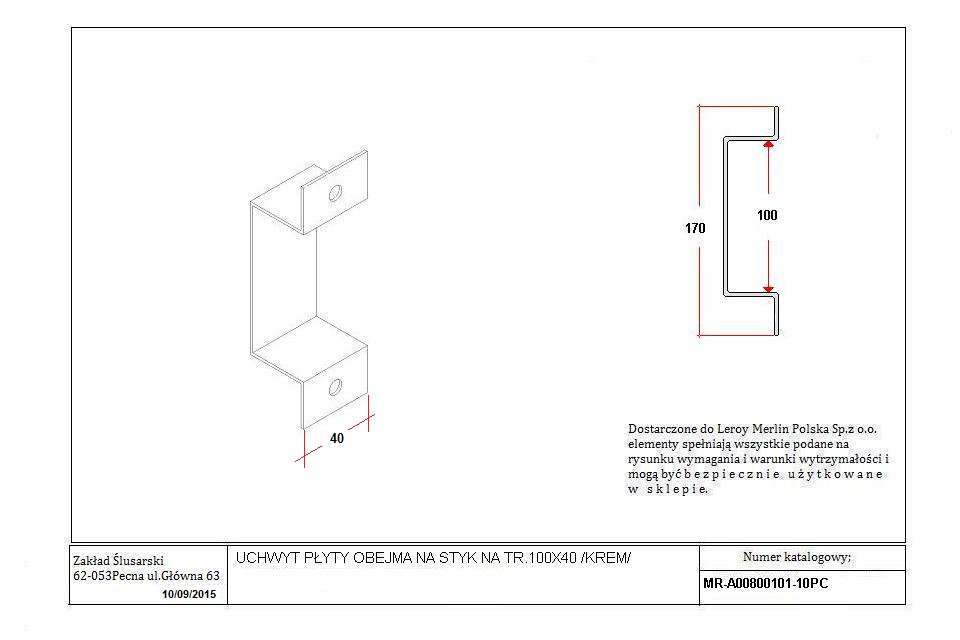 170
100
40
Dostarczone do Leroy Merlin Polska Sp.z o.o.
elementy spełniają wszystkie podane na
rysunku wymagania i warunki wytrzymałości i
mogą być b e z p i e c z n i e u ż y t k o w a n e
w s k l e p i e.
Zakład Ślusarski
62-053Pecna ul.Główna 63
10/09/2015
UCHWYT PŁYTY OBEJMA NA STYK NA TR.100X40 /KREM/
Numer katalogowy;
MR-A00800101-10PC